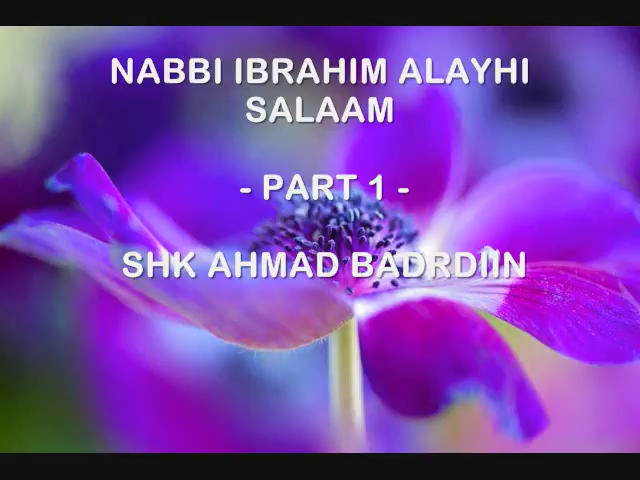 NABBI IBRAHIM ALAYHI
SALAAM
- PART 1 -
SHK AHMAD BADRDIIN